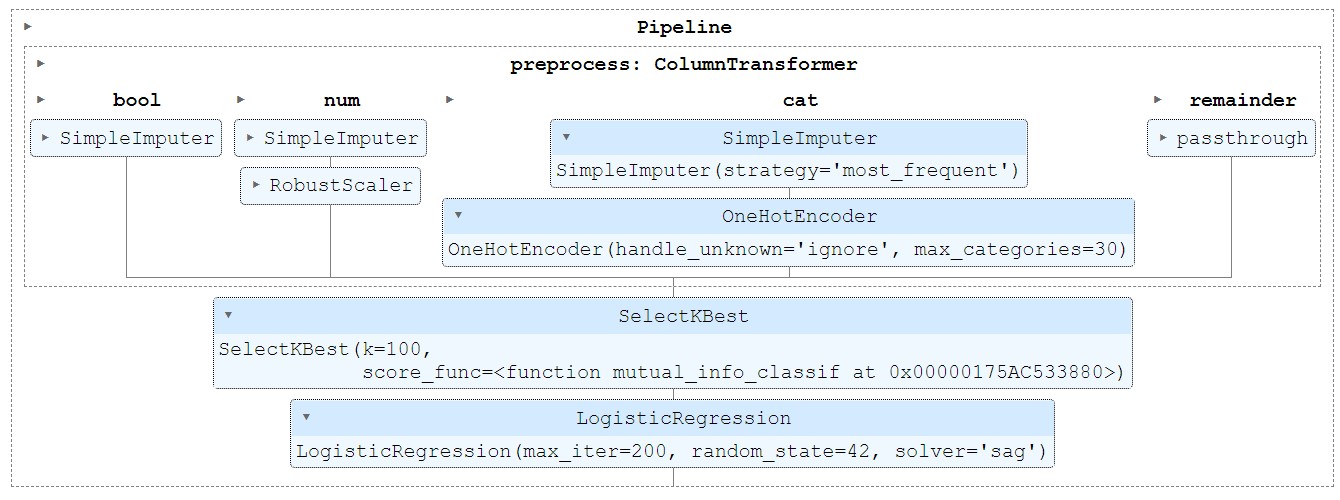 Pipeline
preprocess: ColumnTransformer
bool num cat remainder
SimpleImputer SimpleImputer SimpleImputer passthrough
SimpleImputer(strategy='most_frequent')
RobustScaler
OneHotEncoder
OneHotEncoder(handle_unknown='ignore', max_categories=30)
SelectKBest
SelectKBest(k=100,
score_func=<function mutual_info_classif at 0x00000175AC533880>)
LogisticRegression
LogisticRegression(max_iter=200, random_state=42, solver='sag')